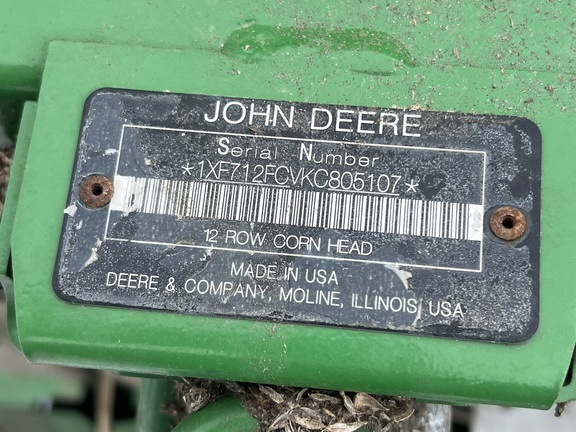 JOHN DEERE
Serial Number
*1XF712FCVKC805107*
12 ROW CORN HEAD
MADE IN USA
DEERE & COMPANY, MOLINE, ILLINOIS, USA